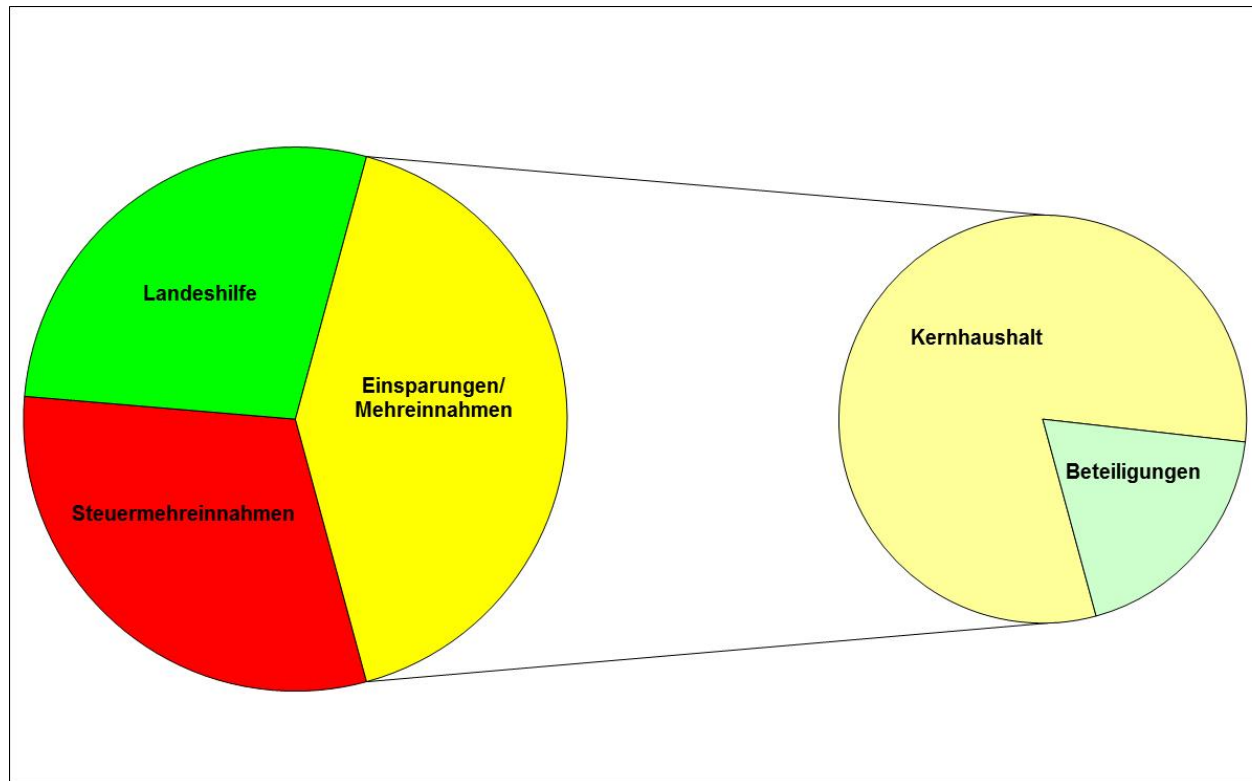 Landeshilfe
Einsparungen/
Mehreinnahmen
Steuermehreinnahmen
Kernhaushalt
Beteiligungen